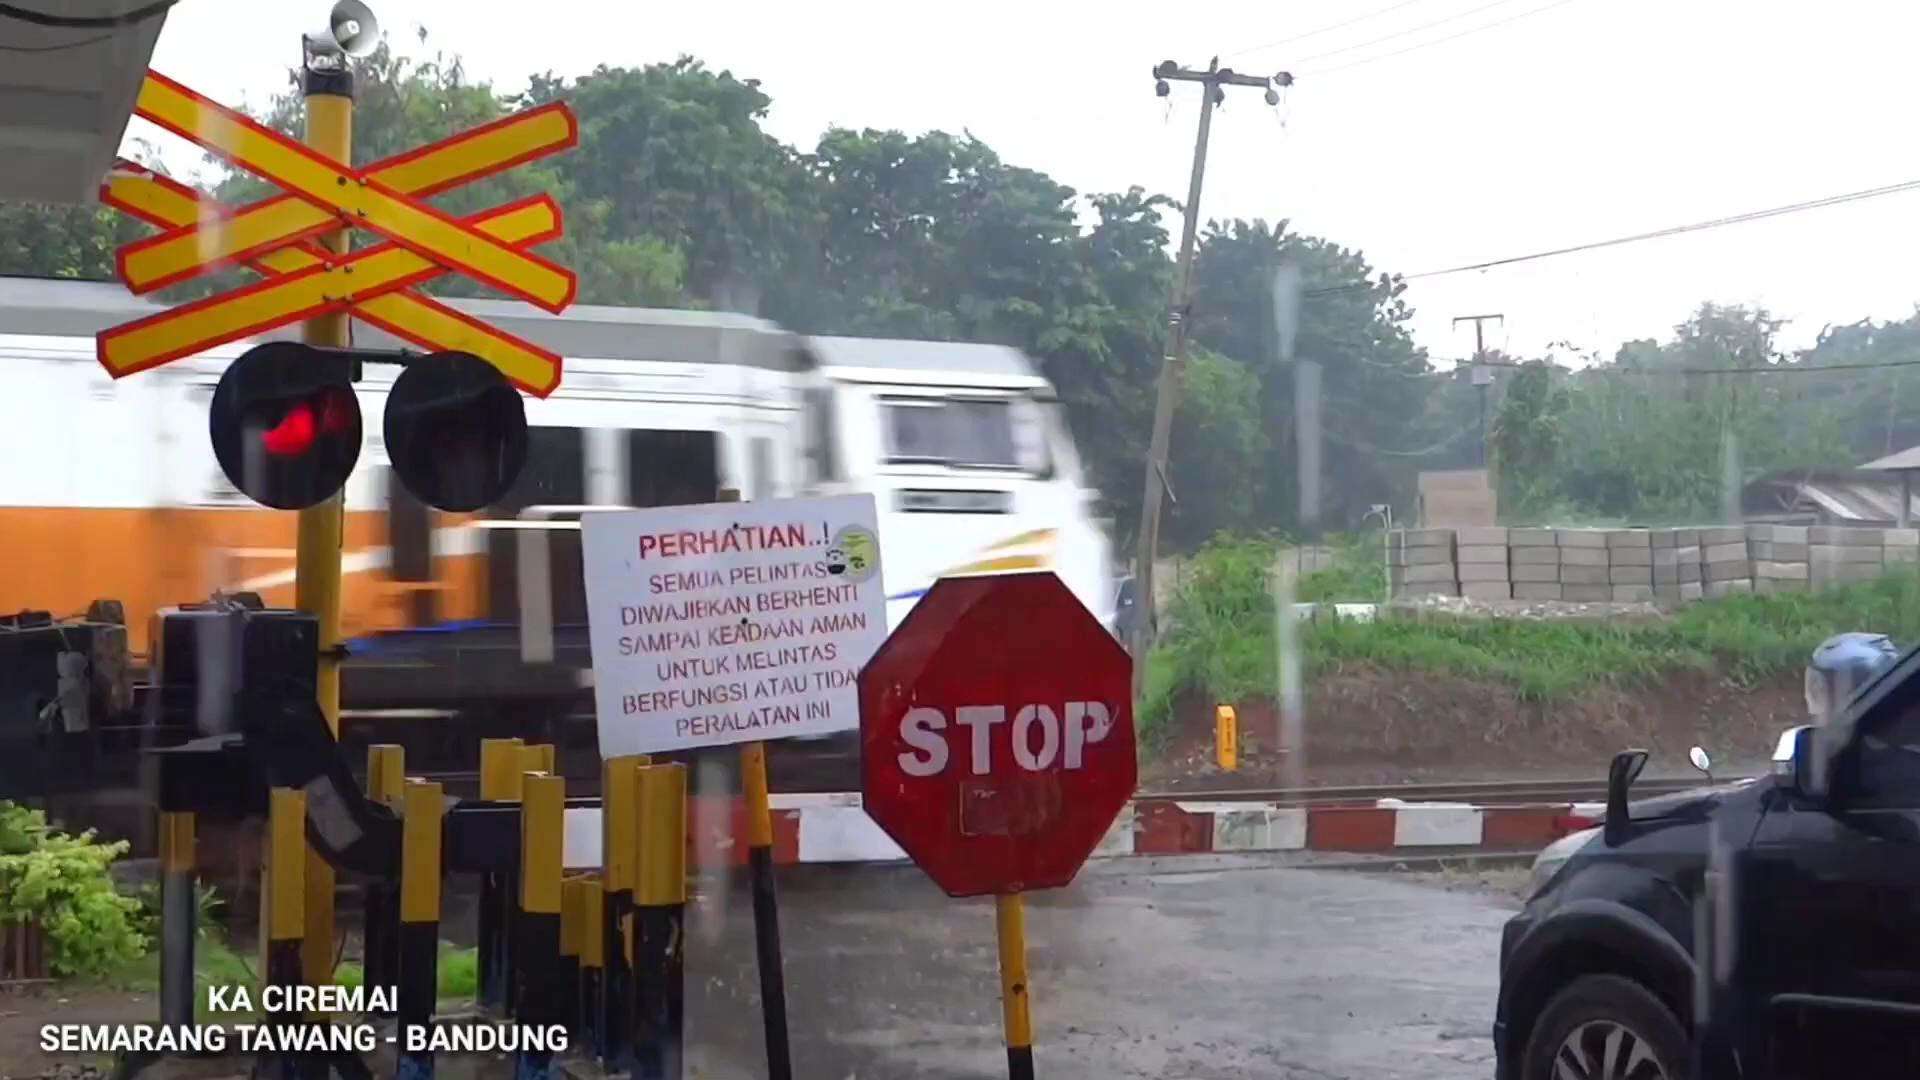 PERHATIAN..!
SEMUA PELINTAS
DIWAJIBKAN BERHENTI
SAMPAI KEADAAN AMAN
UNTUK MELINTAS
BERFUNGSI ATAU TIDA
PERALATAN INI
STOP
KA CIREMAI
SEMARANG TAWANG - BANDUNG